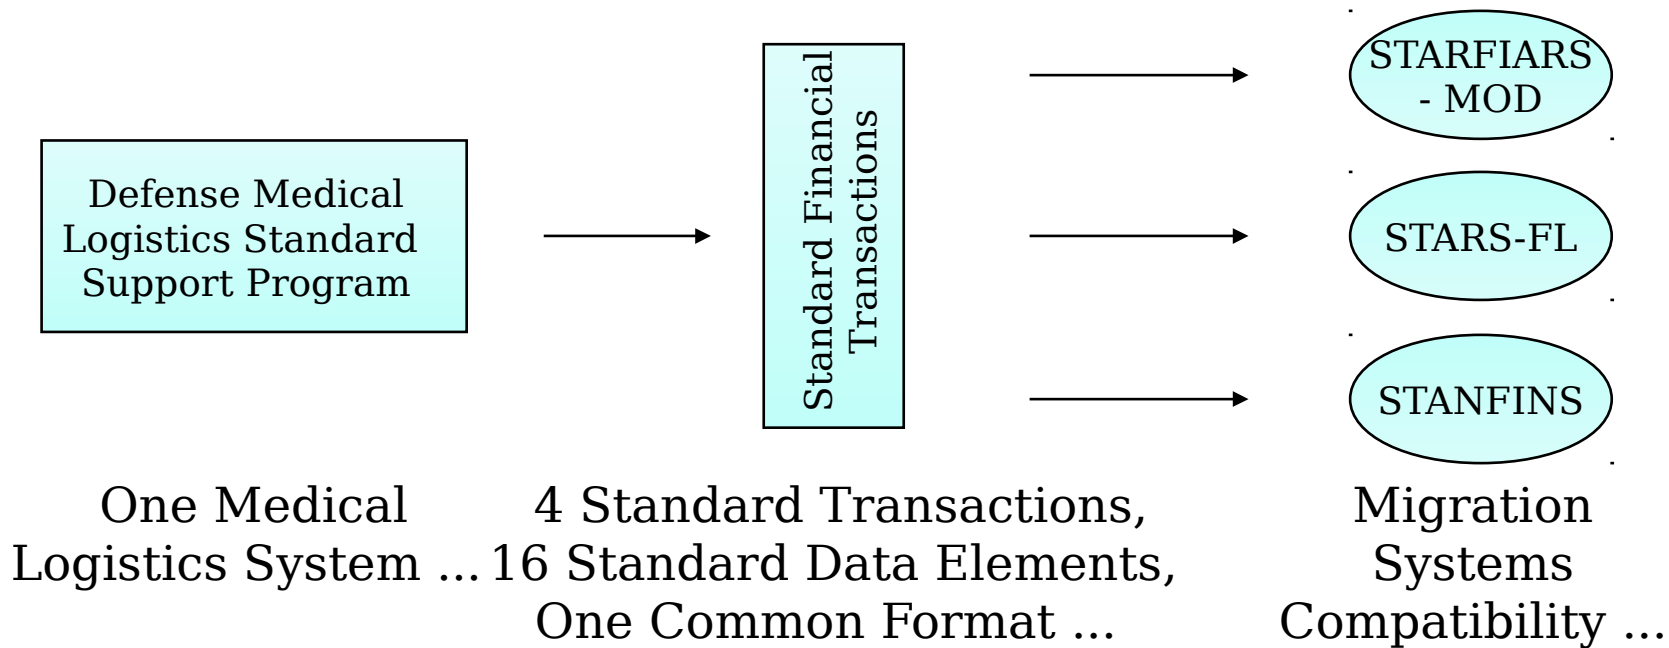 Defense Medical
Logistics Standard
Support Program
Standard Financial
Transactions
STARFIARS
- MOD
STARS-FL
STANFINS
One Medical
Logistics System ...
4 Standard Transactions,
16 Standard Data Elements,
One Common Format ...
Migration
Systems
Compatibility ...